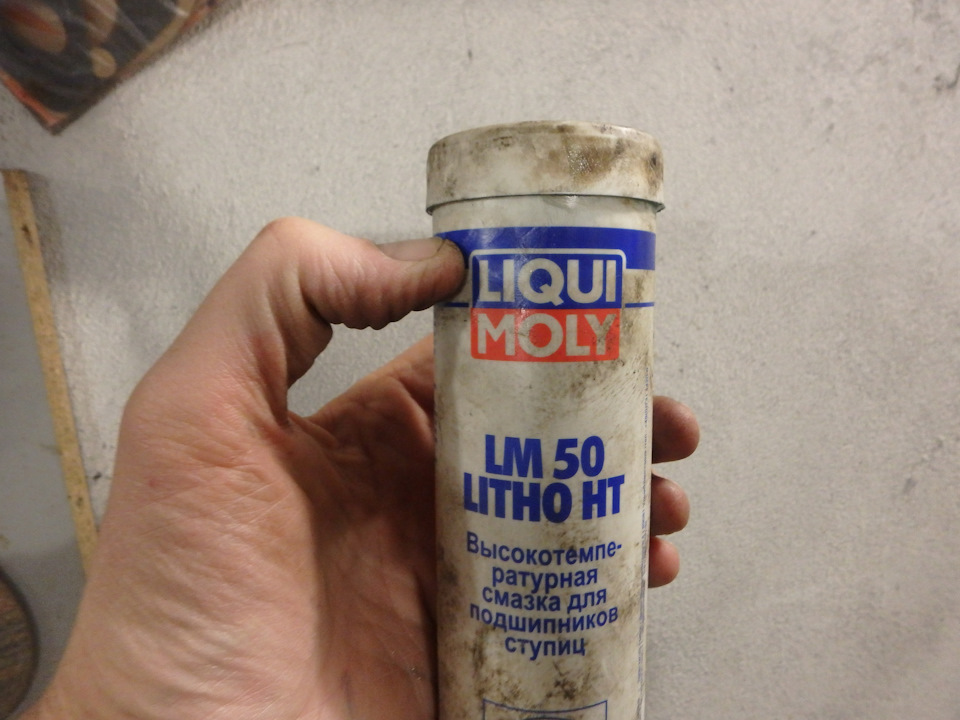 LIQUI
MOLY
LM 50
LITHO HT
Высокотемпе-
ратурная
смазка для
подшипников
ступиц